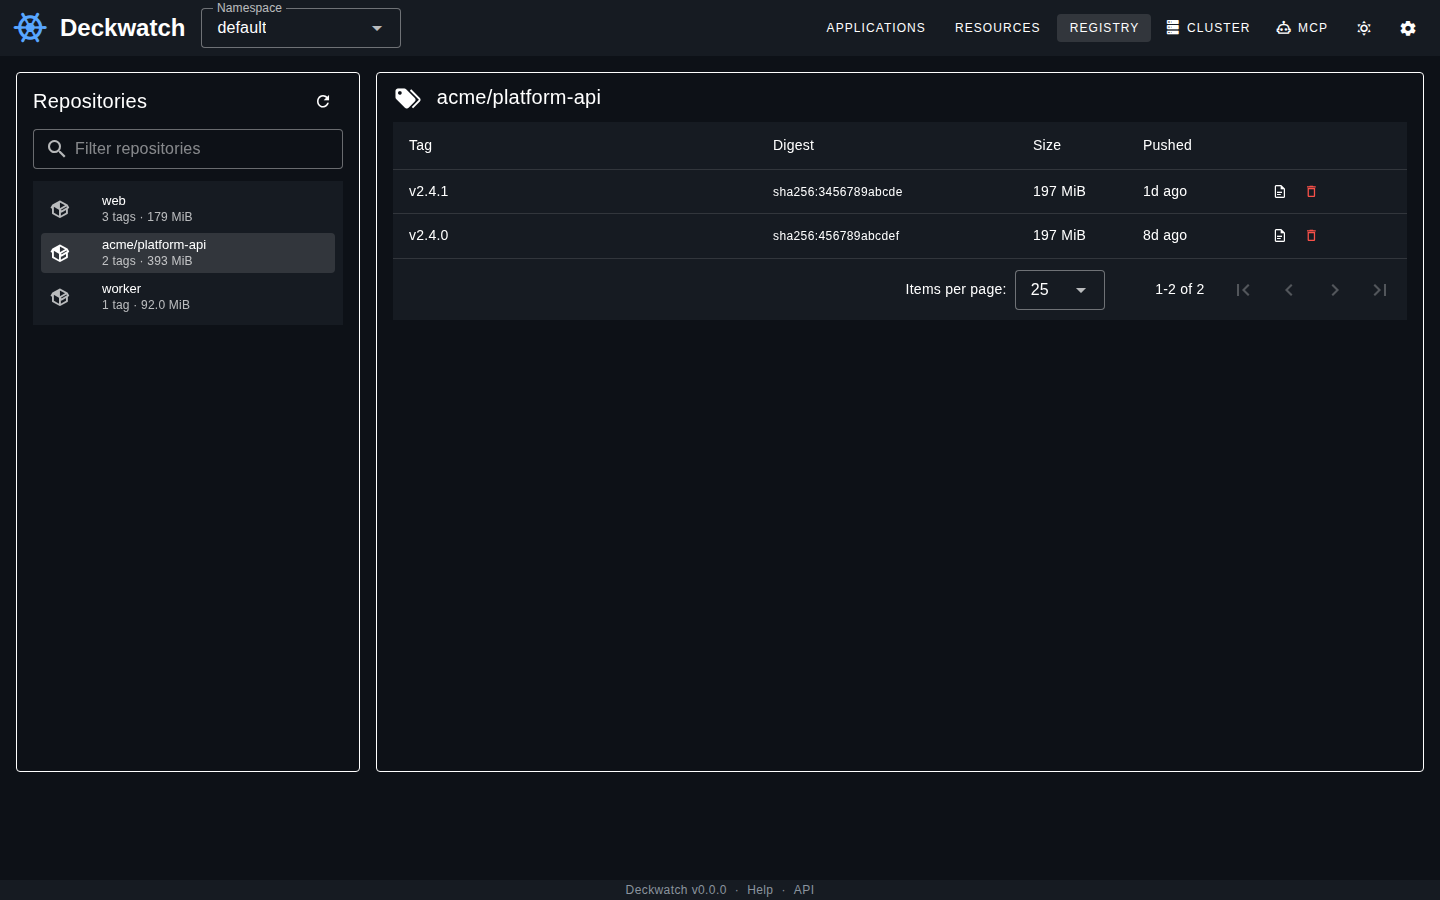 Deckwatch
Namespace
default
APPLICATIONS
RESOURCES
REGISTRY
CLUSTER
MCP
Repositories
Filter repositories
web
3 tags · 179 MiB
acme/platform-api
2 tags · 393 MiB
worker
1 tag · 92.0 MiB
acme/platform-api
Tag Digest Size Pushed
v2.4.1 sha256:3456789abcde 197 MiB 1d ago
v2.4.0 sha256:456789abcdef 197 MiB 8d ago
Items per page: 25 1-2 of 2
Deckwatch v0.0.0 · Help · API